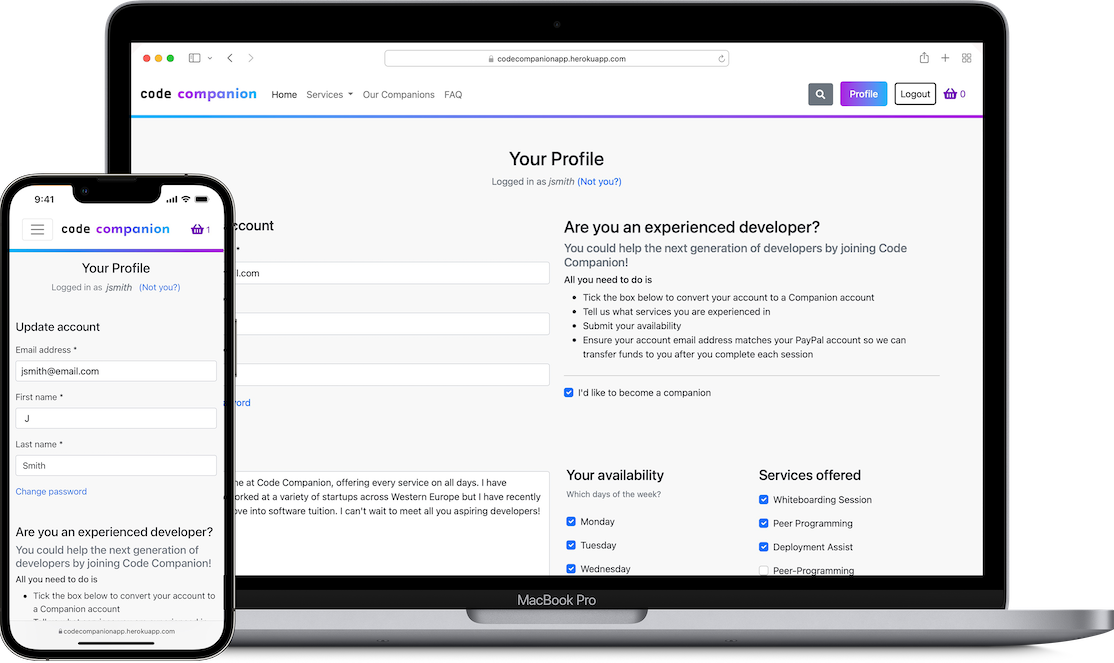 codecompanionapp.herokuapp.com
code companion Home Services Our Companions FAQ Profile Logout 0
Your Profile
Logged in as jsmith (Not you?)
ccount
*
l.com
word
Are you an experienced developer?
You could help the next generation of developers by joining Code
Companion!
All you need to do is
• Tick the box below to convert your account to a Companion account
• Tell us what services you are experienced in
• Submit your availability
• Ensure your account email address matches your PayPal account so we can
transfer funds to you after you complete each session
I'd like to become a companion
me at Code Companion, offering every service on all days. I have
orked at a variety of startups across Western Europe but I have recently
ove into software tuition. I can't wait to meet all you aspiring developers!
Your availability
Which days of the week?
Monday
Tuesday
Wednesday
Services offered
Whiteboarding Session
Peer Programming
Deployment Assist
Peer-Programming
MacBook Pro
9:41
code companion 1
Your Profile
Logged in as jsmith (Not you?)
Update account
Email address *
jsmith@email.com
First name *
J
Last name *
Smith
Change password
Are you an experienced developer?
You could help the next generation of
developers by joining Code Companion!
All you need to do is
• Tick the box below to convert your account to
a Companion account
codecompanionapp.herokuapp.com